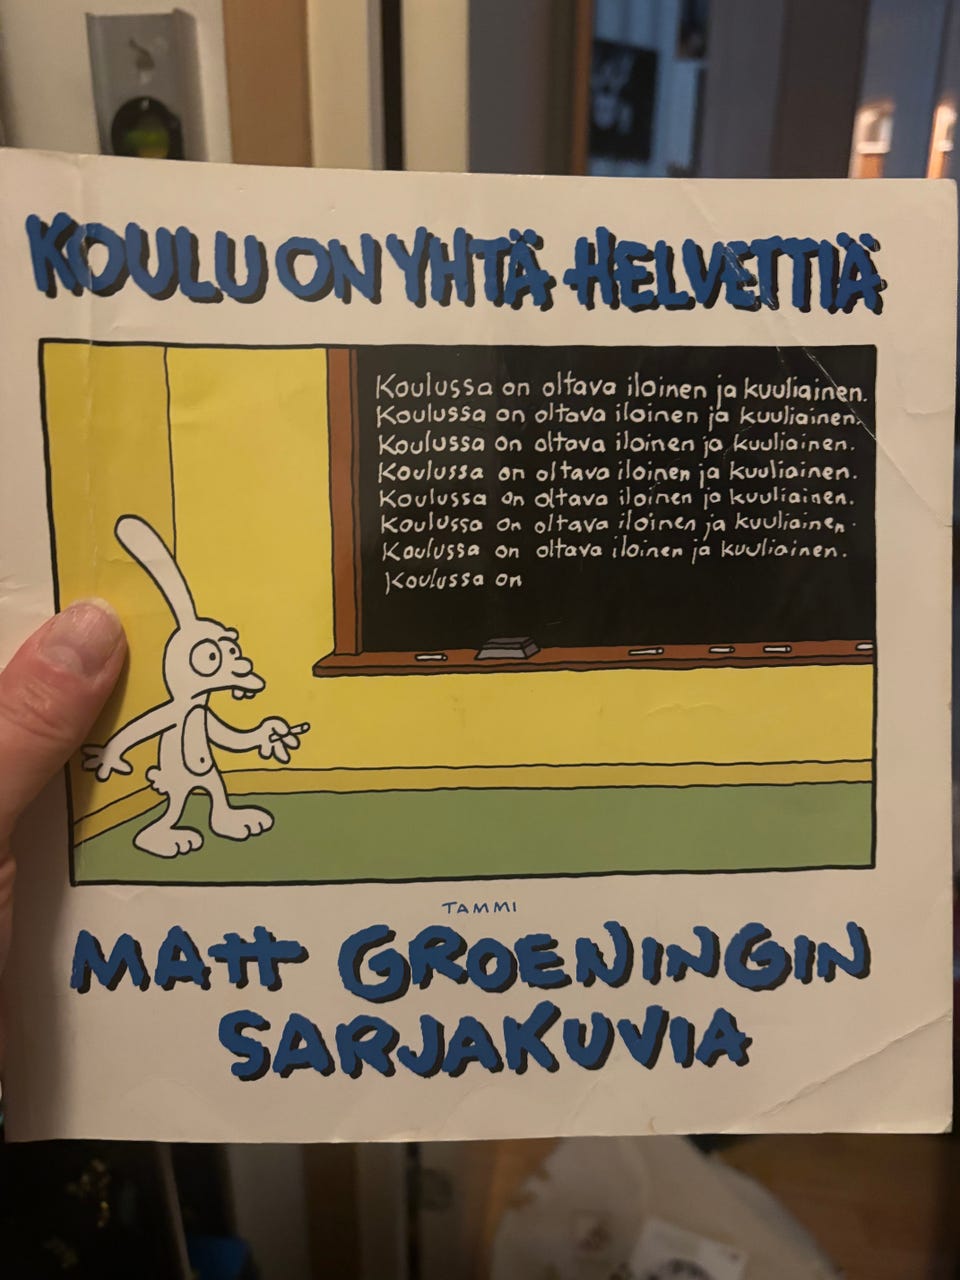 KOULU ON YHTÄ HELVETTIÄ
Koulussa on oltava iloinen ja kuuliainen.
Koulussa on oltava iloinen ja kuuliainen.
Koulussa on oltava iloinen ja kuuliainen.
Koulussa on oltava iloinen ja kuuliainen.
Koulussa on oltava iloinen ja kuuliainen.
Koulussa on oltava iloinen ja kuuliainen.
Koulussa on oltava iloinen ja kuuliainen.
Koulussa on
TAMMI
MATT GROENINGIN
SARJAKUVIA